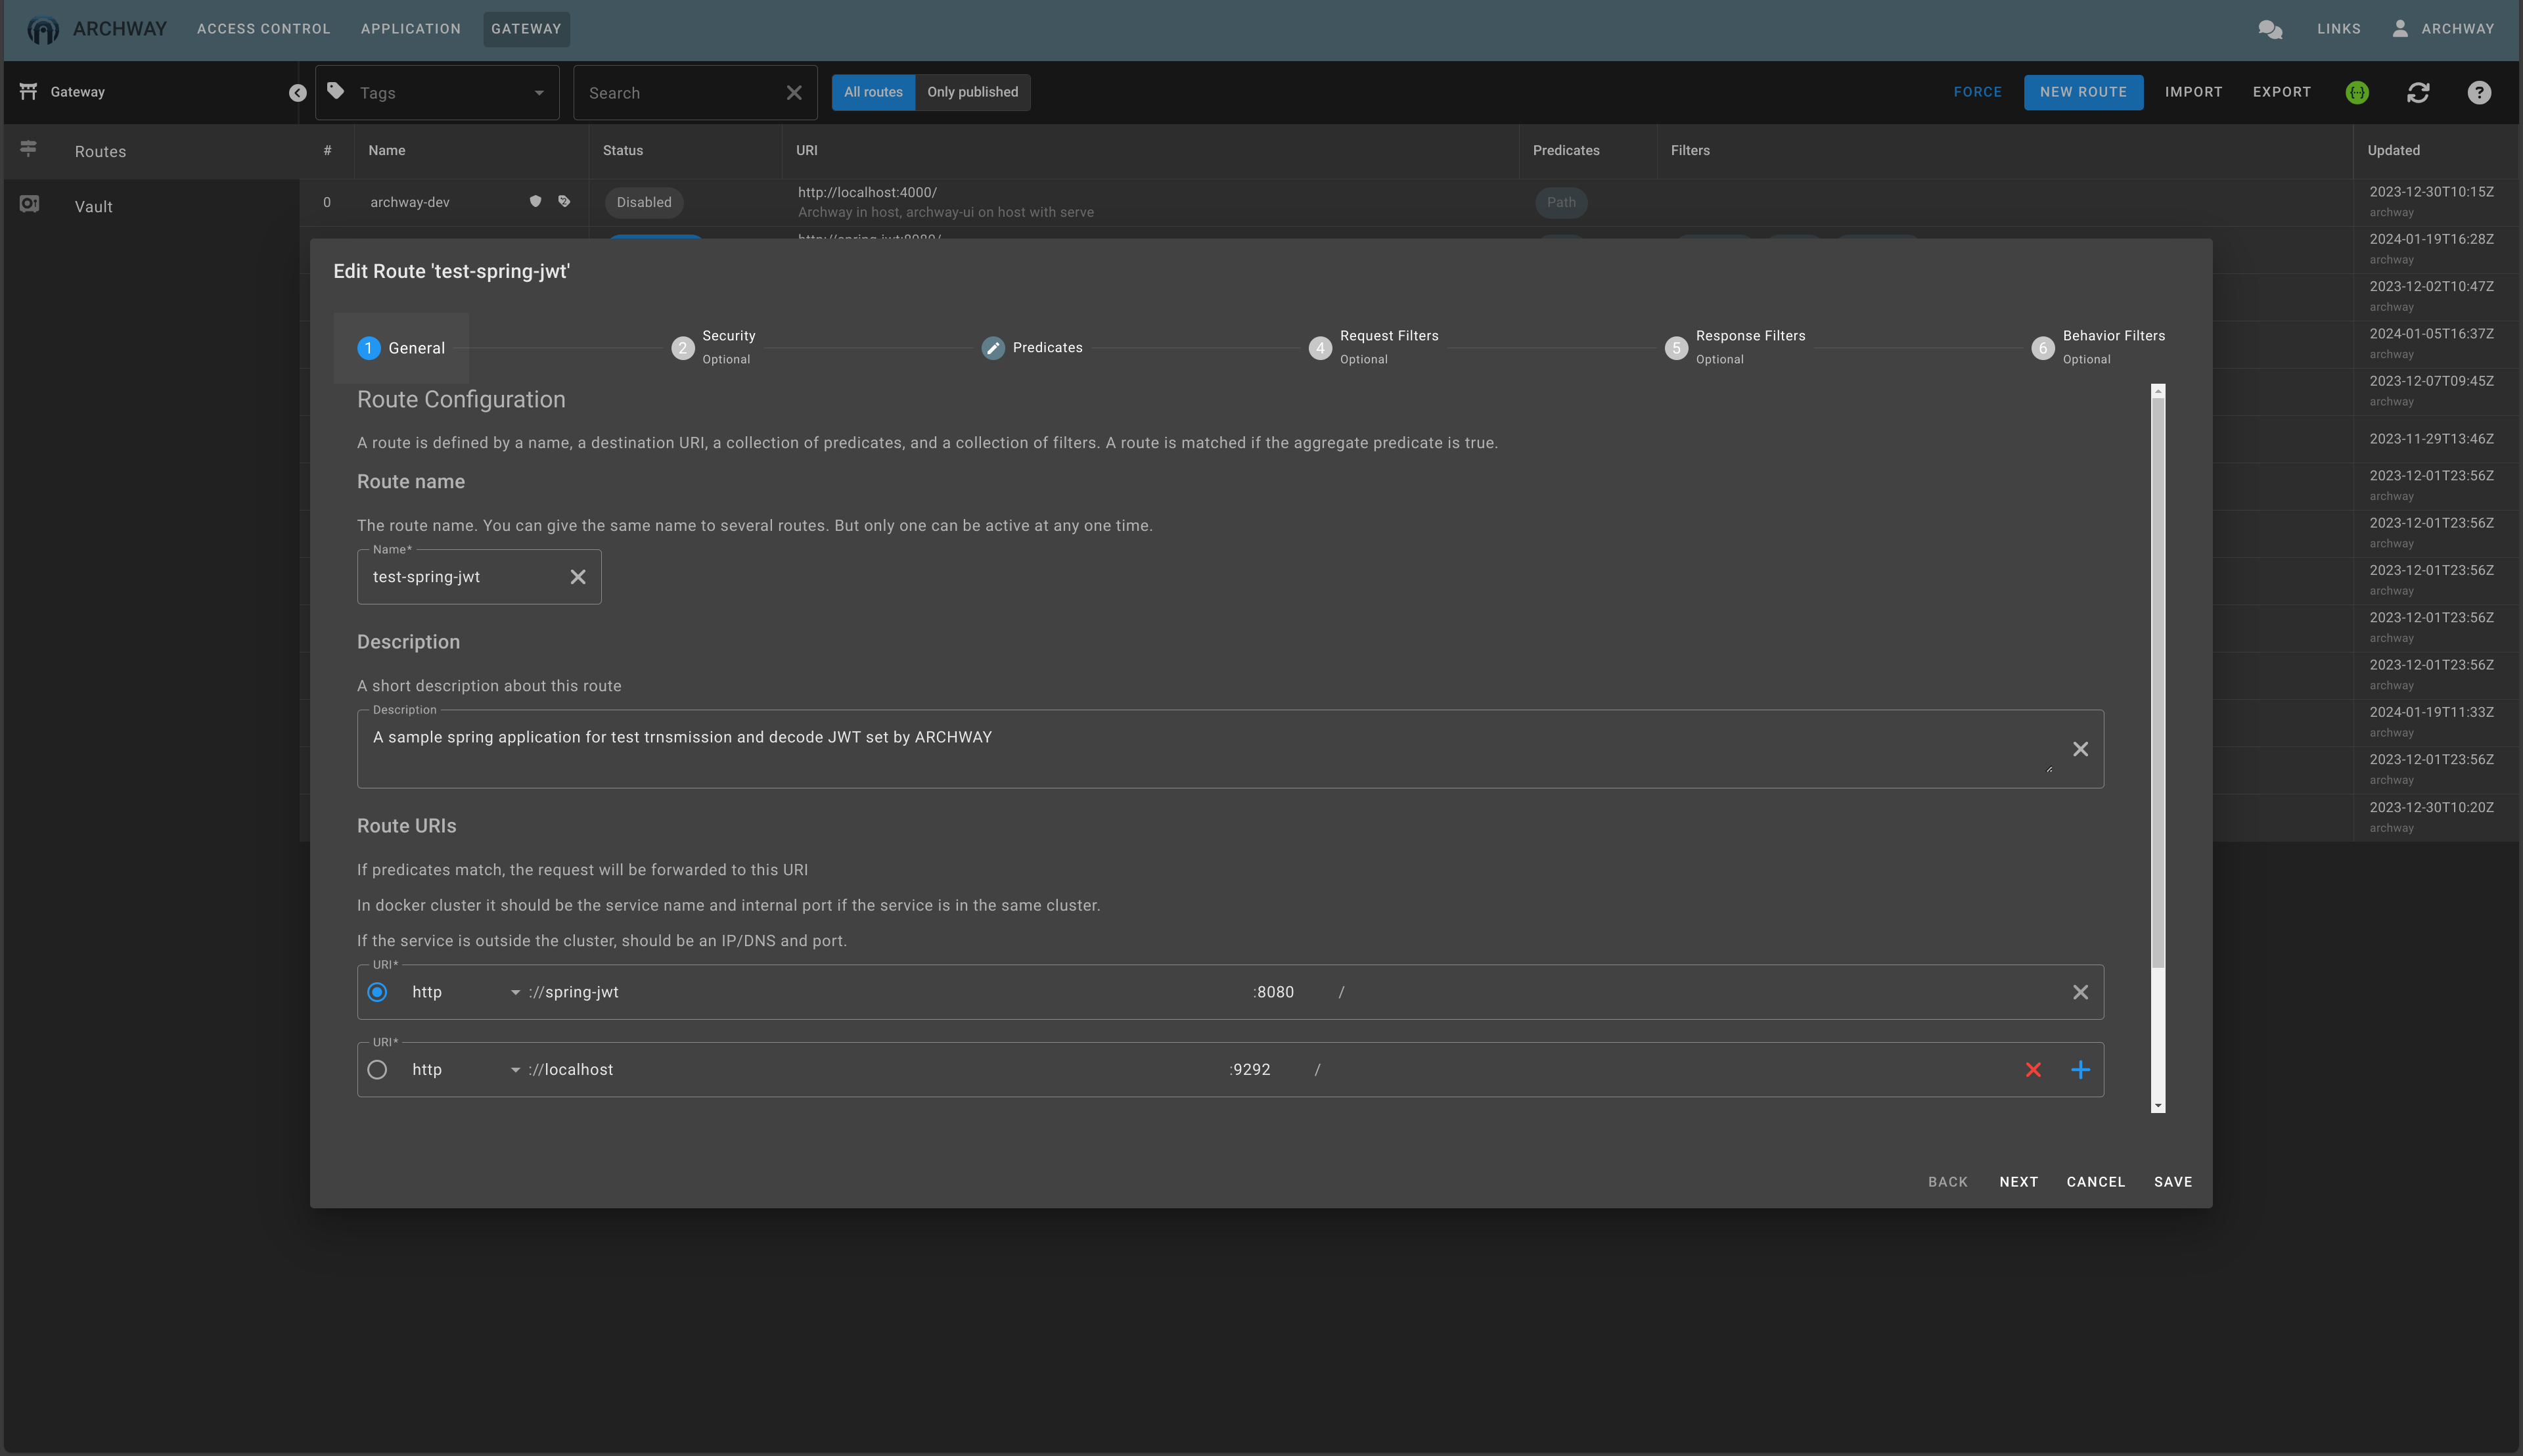 ARCHWAY ACCESS CONTROL APPLICATION GATEWAY LINKS ARCHWAY
Gateway Tags Search All routes Only published FORCE NEW ROUTE IMPORT EXPORT
Routes
Vault
# Name Status URI Predicates Filters Updated
0 archway-dev Disabled http://localhost:4000/ Path 2023-12-30T10:15Z
Archway in host, archway-ui on host with serve archway
2024-01-19T16:28Z
archway
2023-12-02T10:47Z
archway
2024-01-05T16:37Z
archway
2023-12-07T09:45Z
archway
2023-11-29T13:46Z
2023-12-01T23:56Z
archway
2023-12-01T23:56Z
archway
2023-12-01T23:56Z
archway
2023-12-01T23:56Z
archway
2023-12-01T23:56Z
archway
2024-01-19T11:33Z
archway
2023-12-01T23:56Z
archway
2023-12-30T10:20Z
archway
Edit Route 'test-spring-jwt'
1 General
2 Security
Optional
Predicates
4 Request Filters
Optional
5 Response Filters
Optional
6 Behavior Filters
Optional
Route Configuration
A route is defined by a name, a destination URI, a collection of predicates, and a collection of filters. A route is matched if the aggregate predicate is true.
Route name
The route name. You can give the same name to several routes. But only one can be active at any one time.
Name*
test-spring-jwt
Description
A short description about this route
Description
A sample spring application for test trnsmission and decode JWT set by ARCHWAY
Route URIs
If predicates match, the request will be forwarded to this URI
In docker cluster it should be the service name and internal port if the service is in the same cluster.
If the service is outside the cluster, should be an IP/DNS and port.
URI*
http ://spring-jwt :8080 /
URI*
http ://localhost :9292 /
BACK NEXT CANCEL SAVE